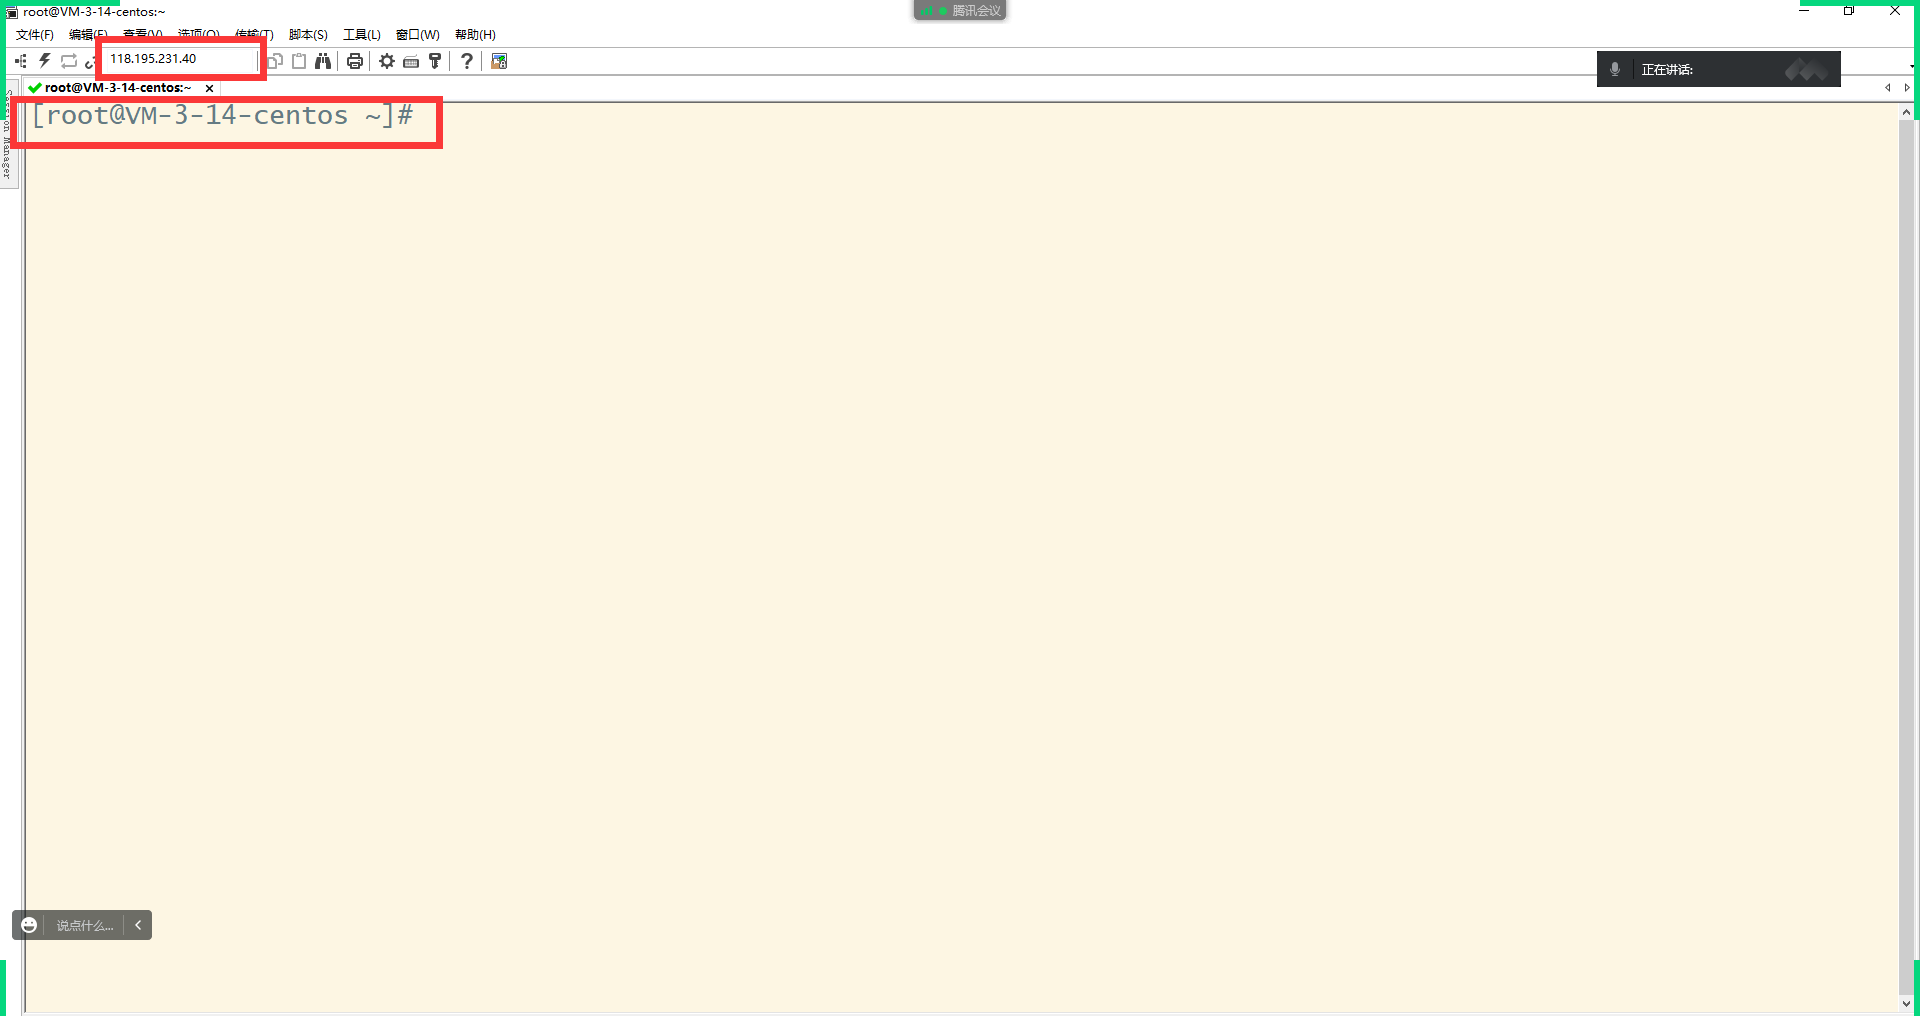 root@VM-3-14-centos:~
腾讯会议
文件(F) 编辑(E) 查看(V) 选项(O) 传输(T) 脚本(S) 工具(L) 窗口(W) 帮助(H)
118.195.231.40
正在讲话:
root@VM-3-14-centos:~
[root@VM-3-14-centos ~]#
Session Manager
说点什么...